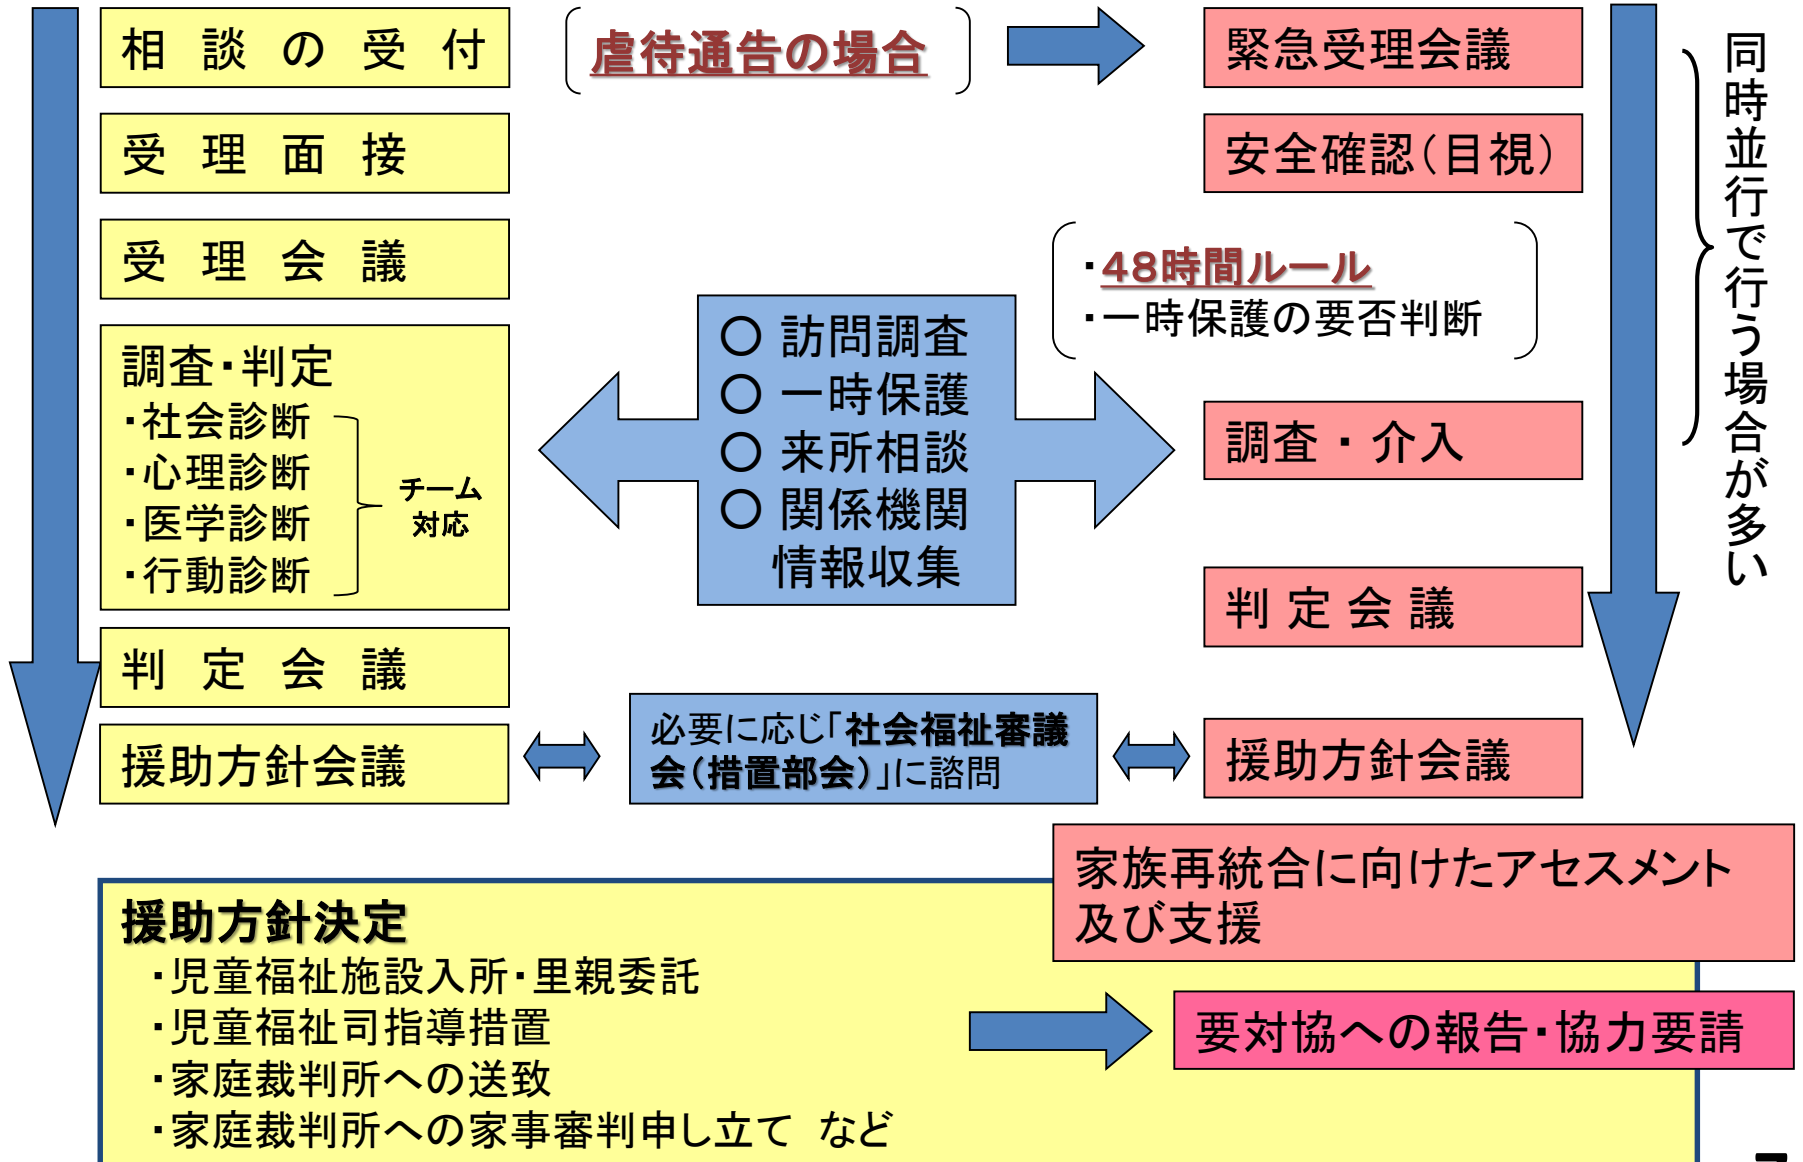 相談の受付
虐待通告の場合
緊急受理会議
受理面接
安全確認(目視)
受理会議
・48時間ルール
・一時保護の要否判断
同時並行で行う場合が多い
調査・判定
・社会診断
・心理診断
・医学診断
・行動診断
チーム
対応
○ 訪問調査
○ 一時保護
○ 来所相談
○ 関係機関
情報収集
調査・介入
判定会議
判定会議
援助方針会議
必要に応じ「社会福祉審議
会(措置部会)」に諮問
援助方針会議
家族再統合に向けたアセスメント
及び支援
援助方針決定
・児童福祉施設入所・里親委託
・児童福祉司指導措置
・家庭裁判所への送致
・家庭裁判所への家事審判申し立て など
要対協への報告・協力要請